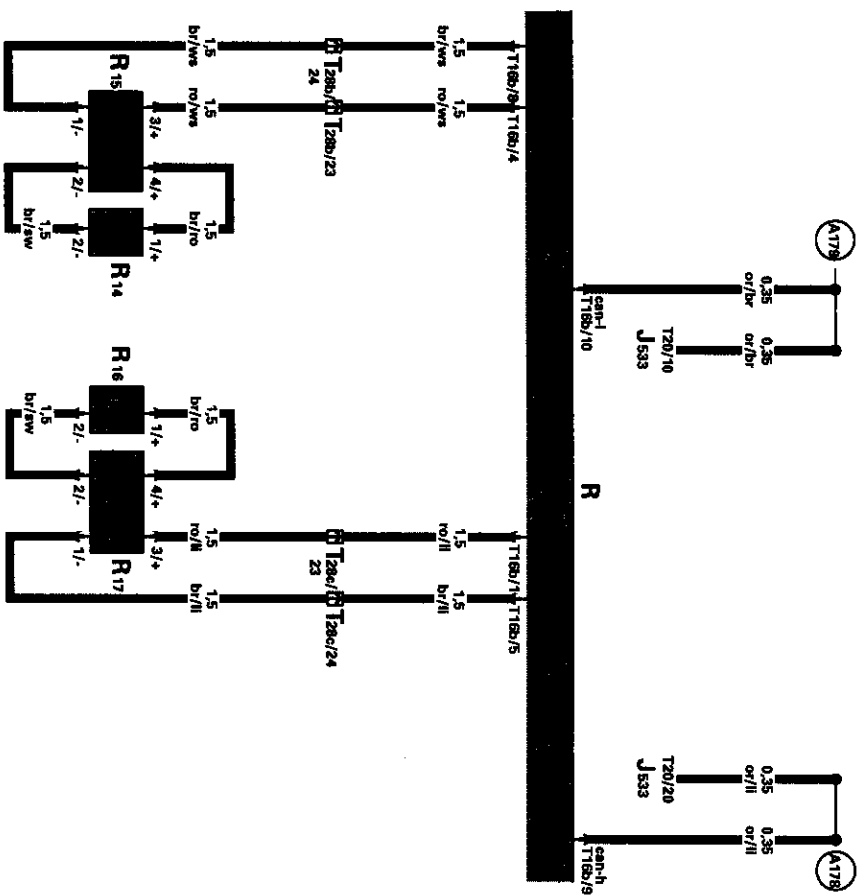 A179
A178
0,35 0,35 0,35 0,35
or/br or/br or/li or/li
T20/10
J533
T20/20
J533
can-l
T16b/10
can-h
T16b/9
R
T16b/8 T16b/4 T16b/1 T16b/5
1,5 1,5 1,5 1,5
br/ws ro/ws ro/li br/li
T28b/
24
T28b/23
T28c/
23
T28c/24
1,5 1,5 1,5 1,5 1,5 1,5
br/ws ro/ws br/ro br/ro ro/li br/li
3/+ 4/+ 1/+ 1/+ 4/+ 3/+
R15 R14 R16 R17
1/- 2/- 2/- 2/- 2/- 1/-
1,5 1,5
br/sw br/sw